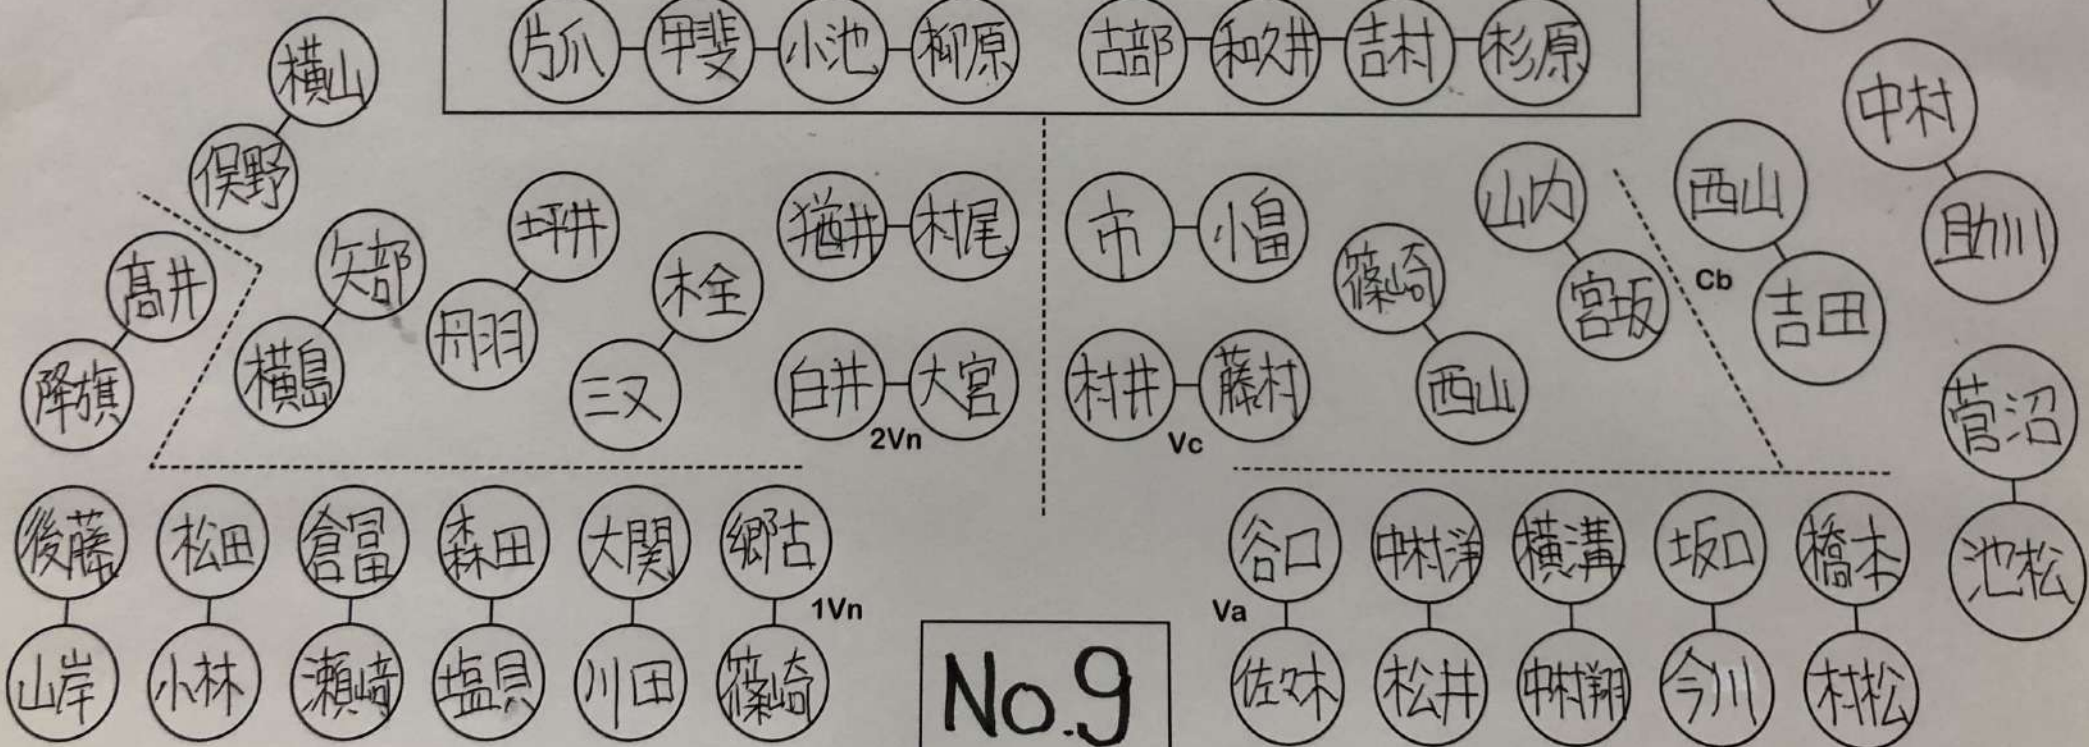 片爪 甲斐 小池 柳原 古部 和久井 吉村 杉原
横山
中村
俣野
坪井 猶井 村尾 市 小畠 山内 西山
助川
髙井 矢部 栓 篠崎 宮坂 Cb
丹羽 吉田
降旗 横島 三又 白井 大宮 村井 藤村 西山
菅沼
2Vn Vc
後藤 松田 倉冨 森田 大関 郷古 谷口 中村洋 横溝 坂口 橋本
池松
1Vn Va
山岸 小林 瀬﨑 塩貝 川田 篠崎 佐々木 松井 中村翔 今川 村松
No.9